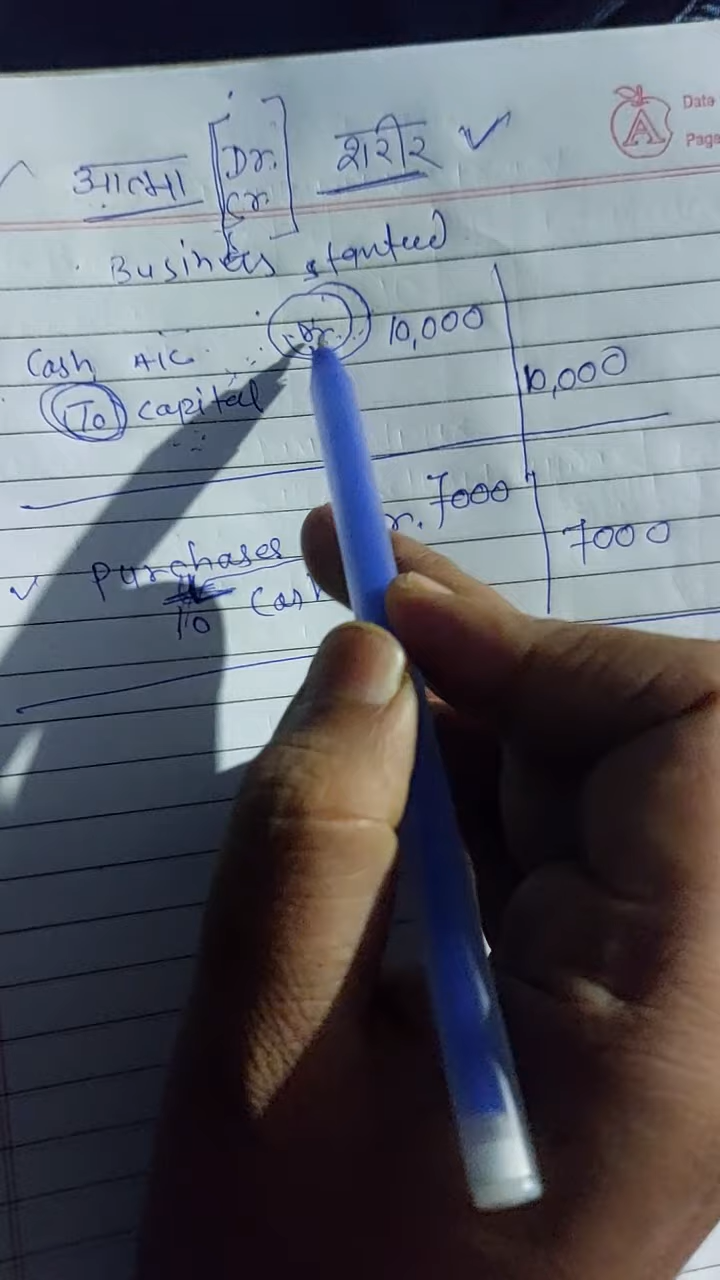 Date
Page
आत्मा [Dr. Cr] शरीर ✓
Business started
Cash A/C Dr. 10,000
To capital 10,000
✓ Purchases r. 7000
To Cash 7000